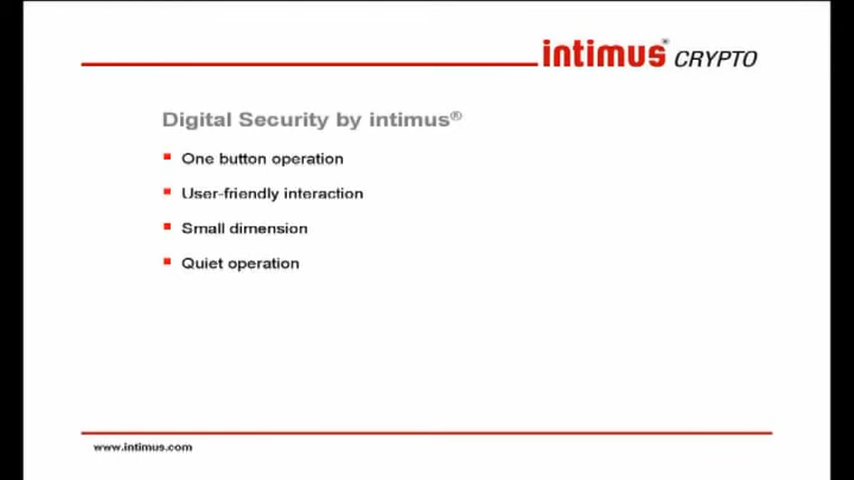 intimus® CRYPTO
Digital Security by intimus®
One button operation
User-friendly interaction
Small dimension
Quiet operation
www.intimus.com